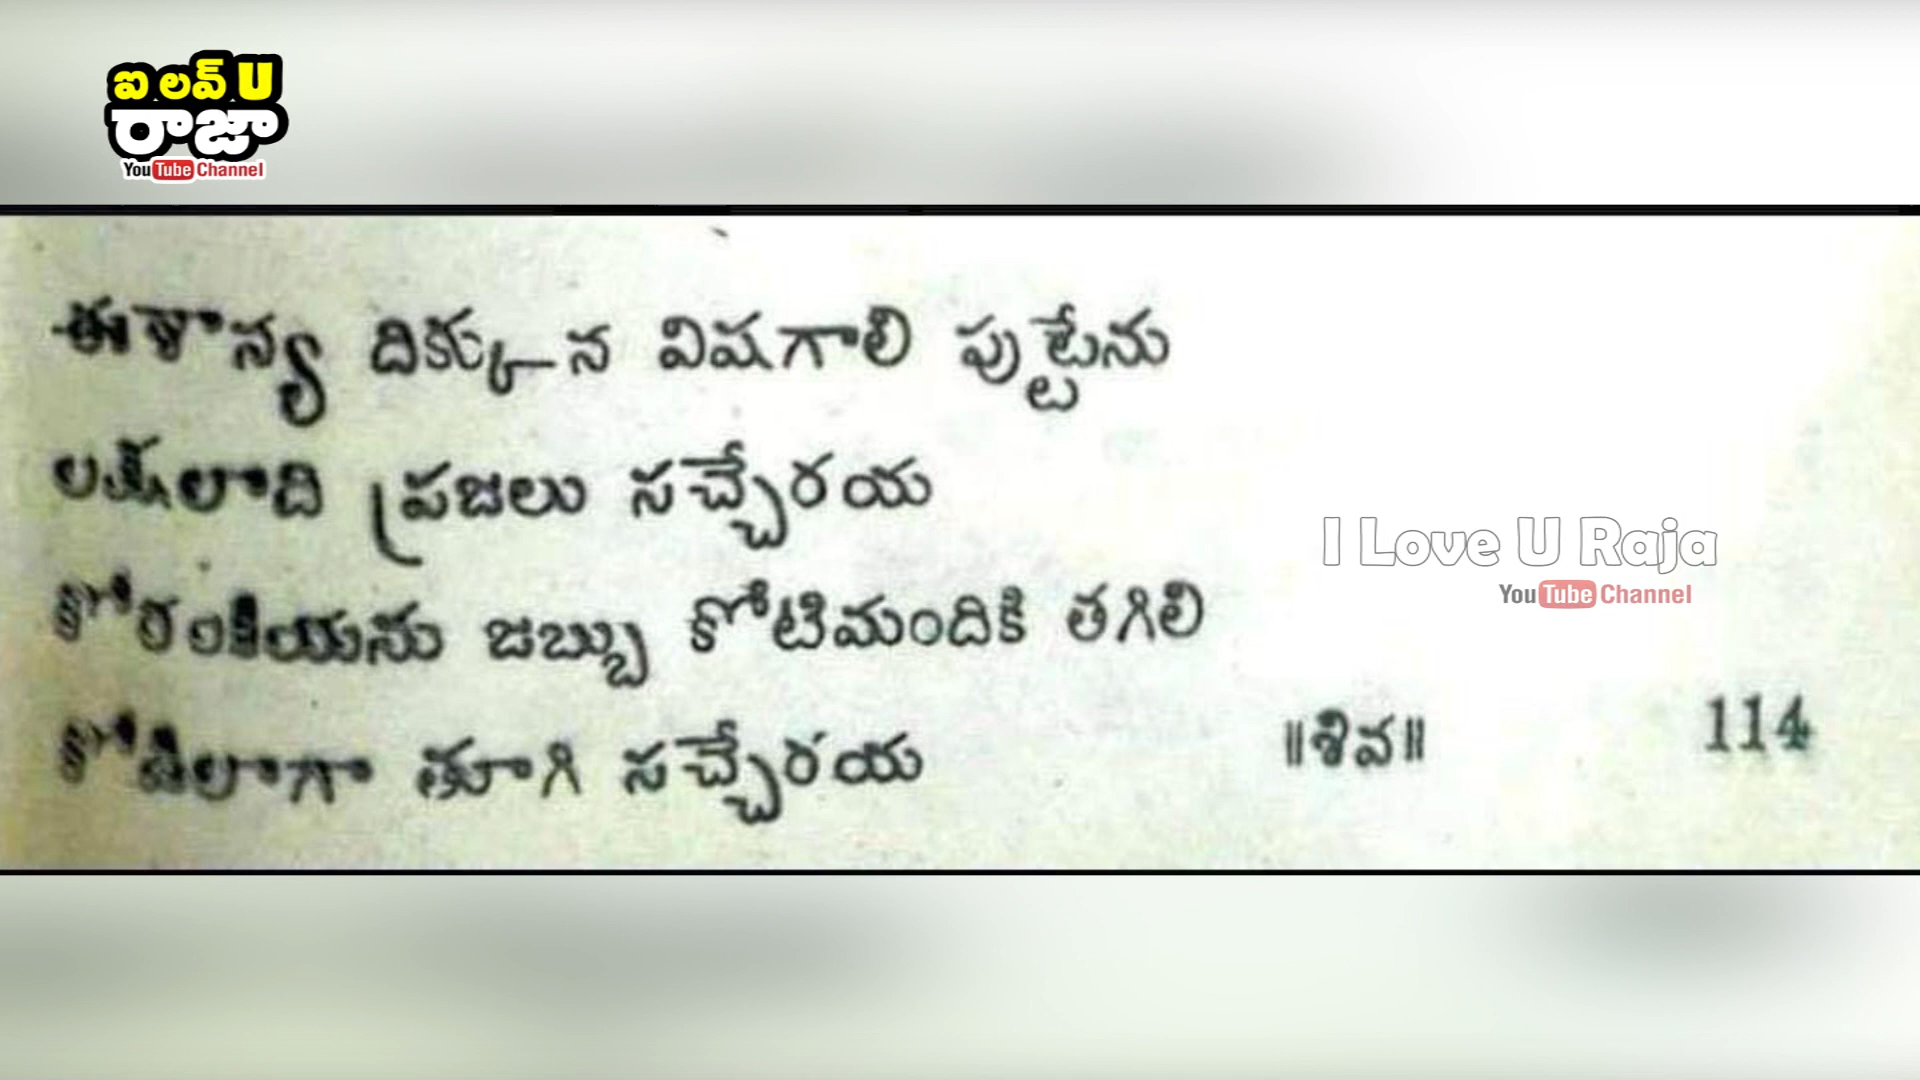 ఐ లవ్ U
రాజా
YouTube Channel
ఈశాన్య దిక్కున విషగాలి పుట్టేను
లక్షలాది ప్రజలు సచ్చేరయ
I Love U Raja
YouTube Channel
కోరంకియను జబ్బు కోటిమందికి తగిలి
కోడిలాగా తూగి సచ్చేరయ ॥శివ॥ 114